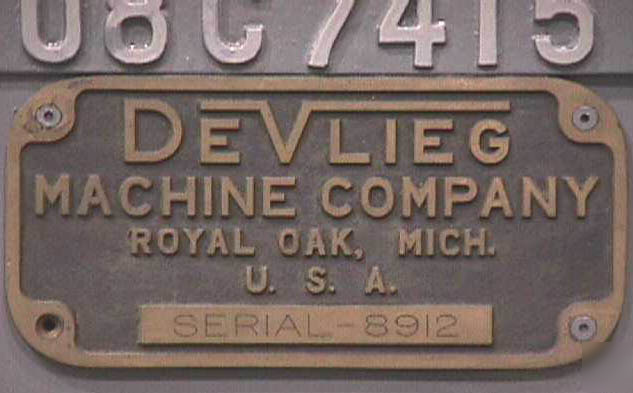 08C7415
DEVLIEG
MACHINE COMPANY
ROYAL OAK, MICH.
U. S. A.
SERIAL-8912